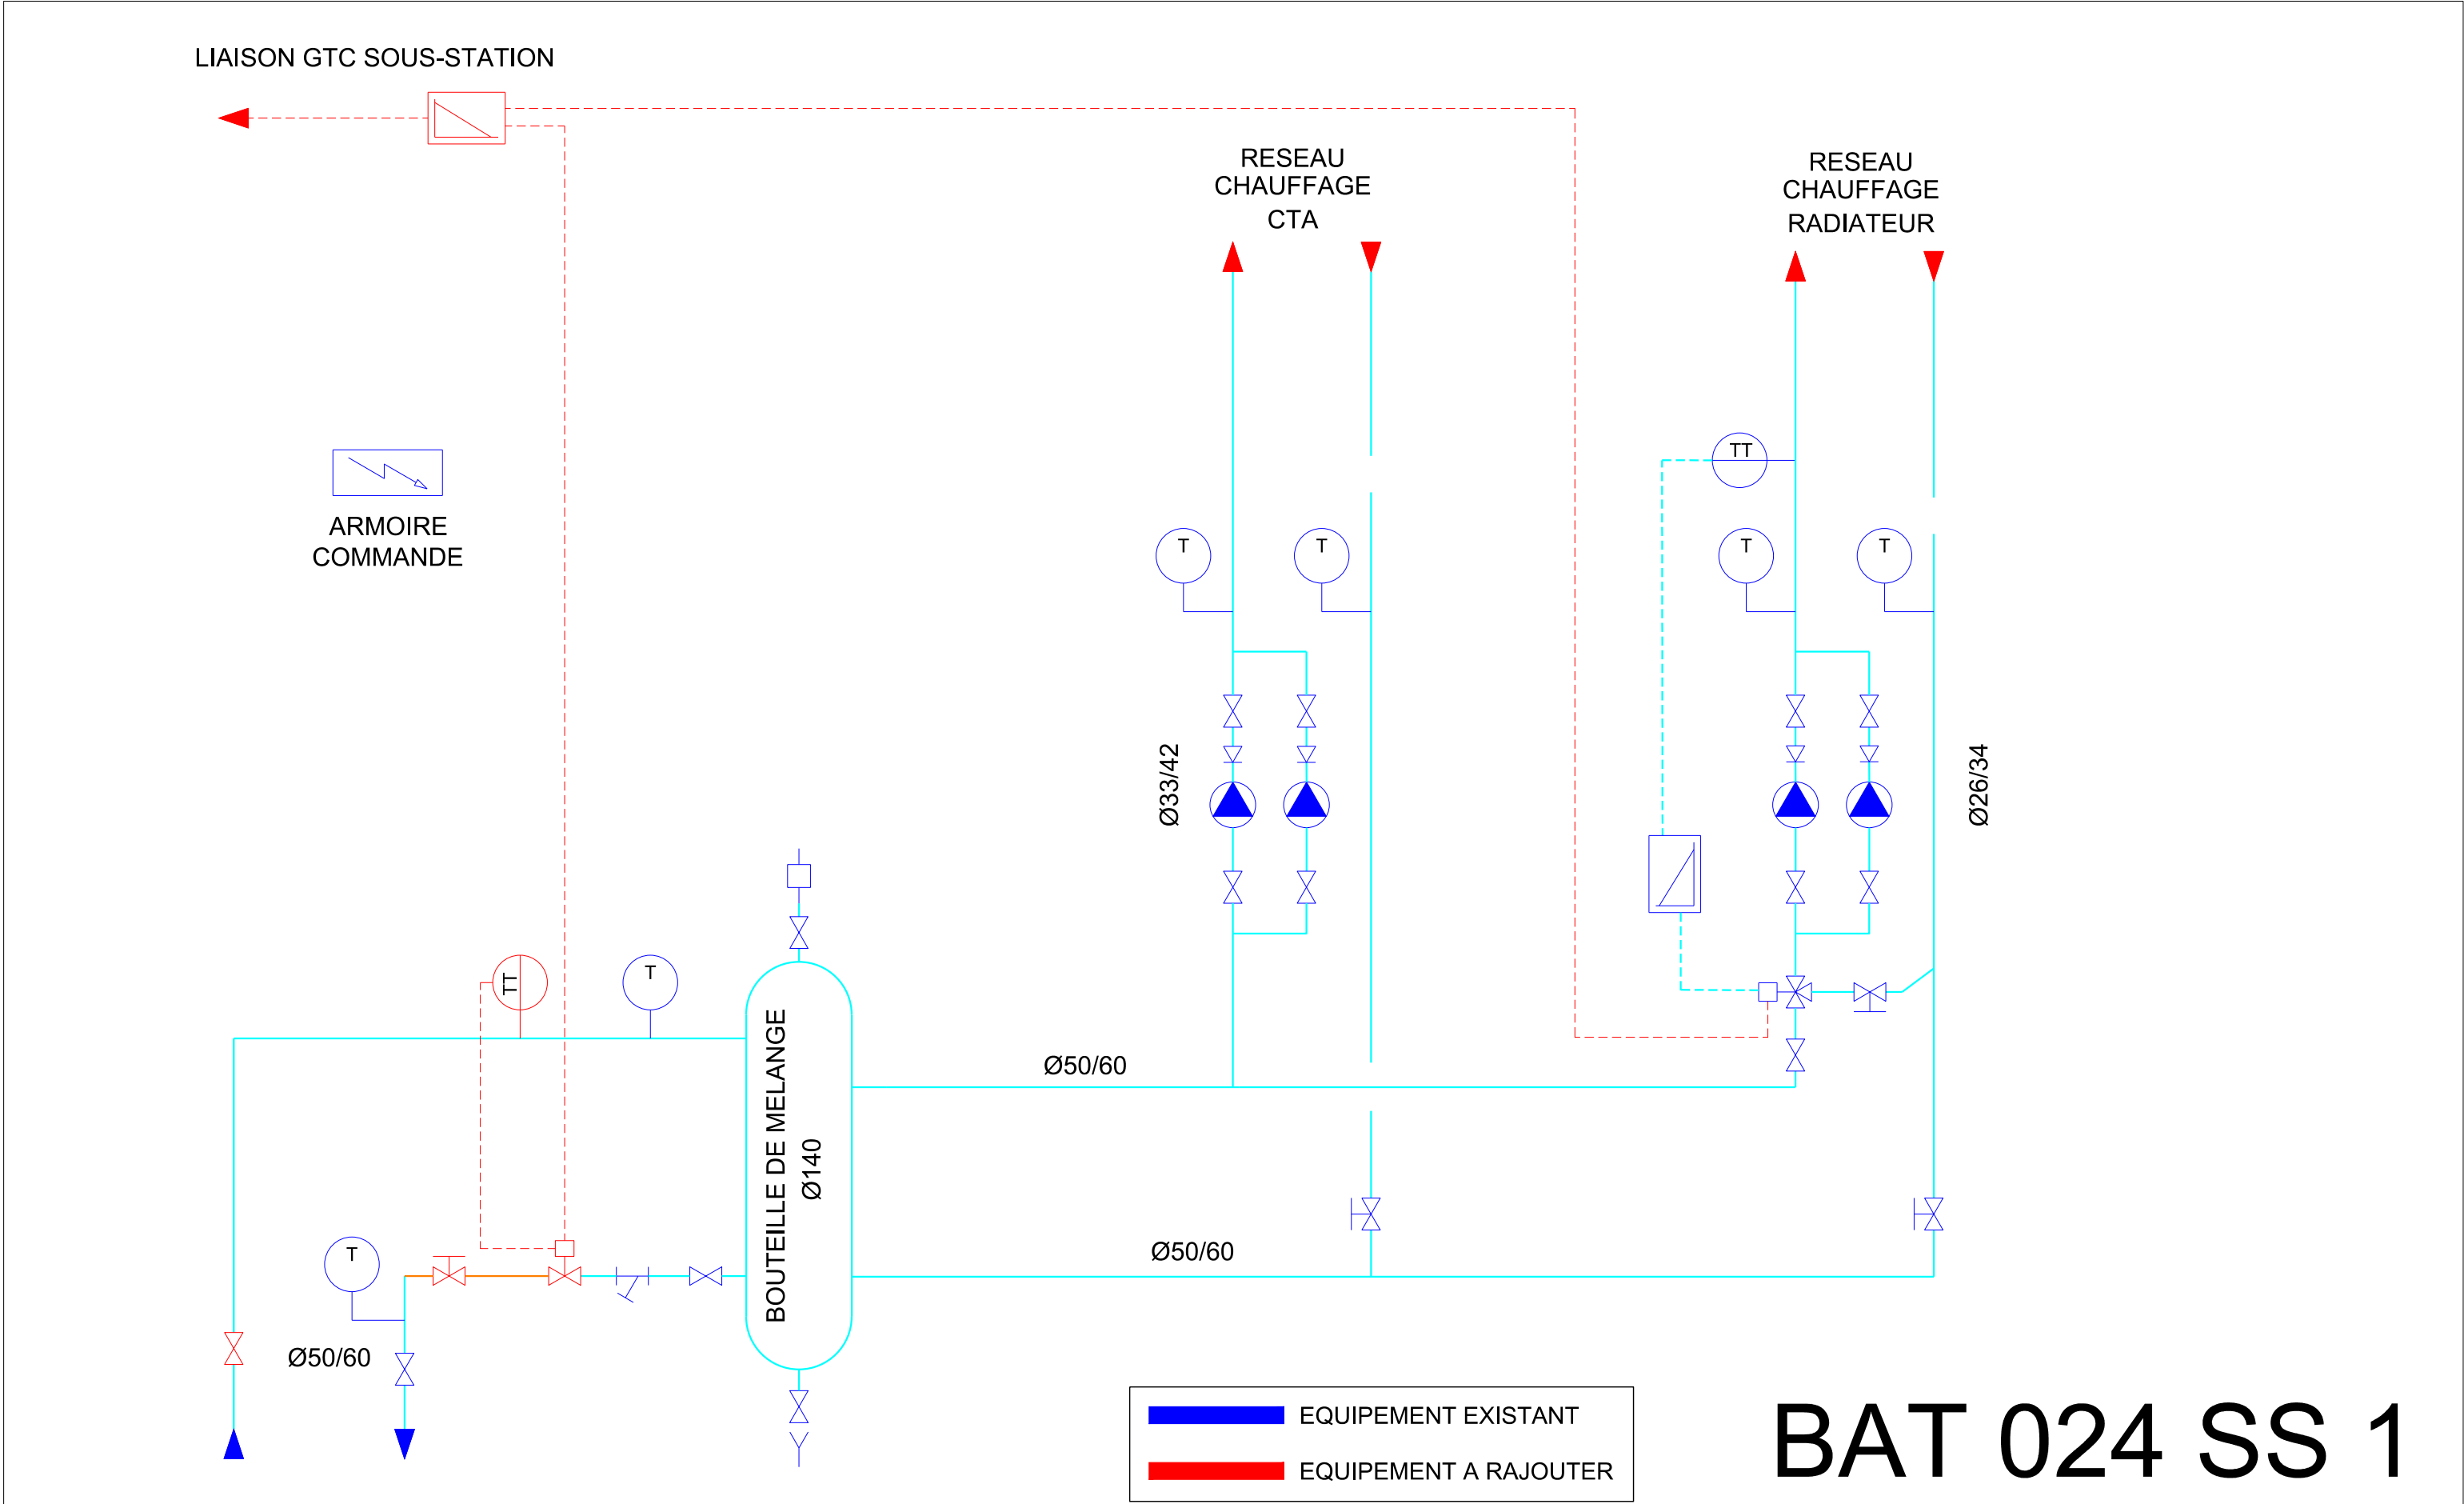 LIAISON GTC SOUS-STATION
RESEAU
CHAUFFAGE
CTA
RESEAU
CHAUFFAGE
RADIATEUR
ARMOIRE
COMMANDE
TT
T
T
T
T
Ø33/42
Ø26/34
TT
T
BOUTEILLE DE MELANGE
Ø140
Ø50/60
Ø50/60
T
Ø50/60
EQUIPEMENT EXISTANT
EQUIPEMENT A RAJOUTER
BAT 024 SS 1